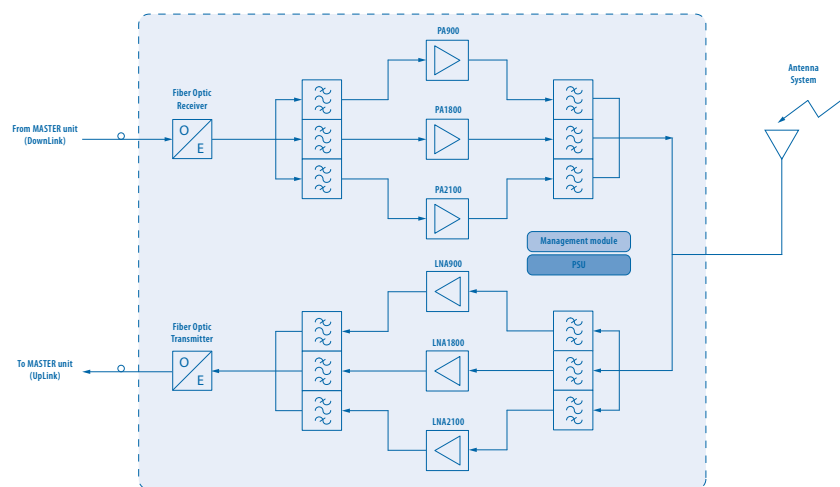 PA900
Antenna
System
Fiber Optic
Receiver
From MASTER unit
(DownLink)
O
E
PA1800
PA2100
Management module
PSU
LNA900
Fiber Optic
Transmitter
To MASTER unit
(UpLink)
O
E
LNA1800
LNA2100